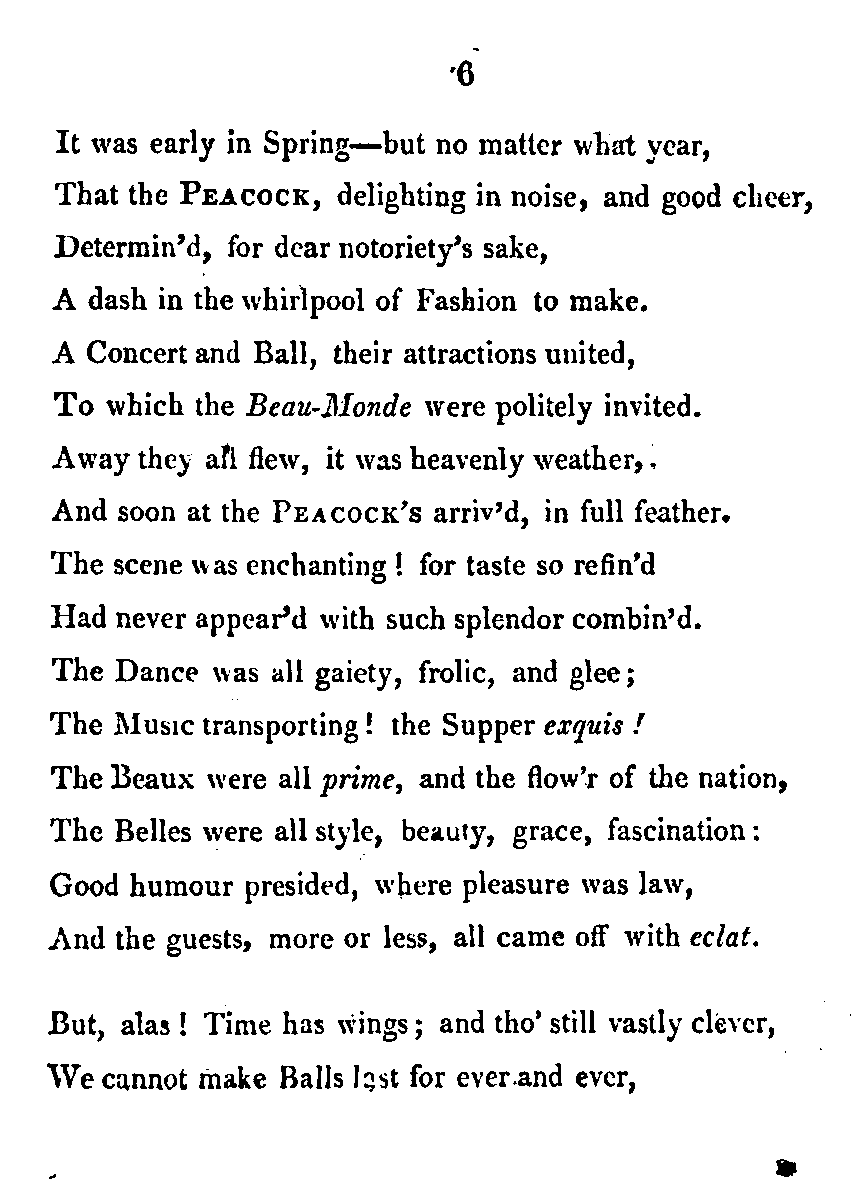 6
It was early in Spring—but no matter what year,
That the PEACOCK, delighting in noise, and good cheer,
Determin'd, for dear notoriety's sake,
A dash in the whirlpool of Fashion to make.
A Concert and Ball, their attractions united,
To which the Beau-Monde were politely invited.
Away they all flew, it was heavenly weather,
And soon at the PEACOCK'S arriv'd, in full feather.
The scene was enchanting! for taste so refin'd
Had never appear'd with such splendor combin'd.
The Dance was all gaiety, frolic, and glee;
The Music transporting! the Supper exquis!
The Beaux were all prime, and the flow'r of the nation,
The Belles were all style, beauty, grace, fascination:
Good humour presided, where pleasure was law,
And the guests, more or less, all came off with eclat.
But, alas! Time has wings; and tho' still vastly clever,
We cannot make Balls last for ever and ever,